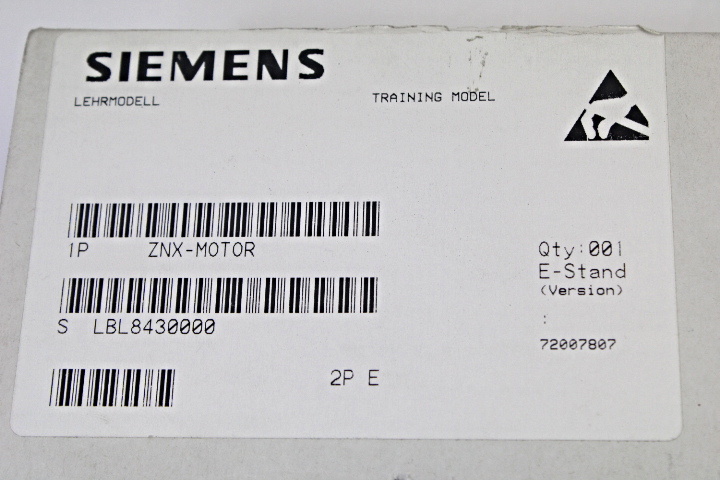 SIEMENS
LEHRMODELL TRAINING MODEL
1P ZNX-MOTOR
Qty:001
E-Stand
(Version)
S LBL8430000
:
72007807
2P E